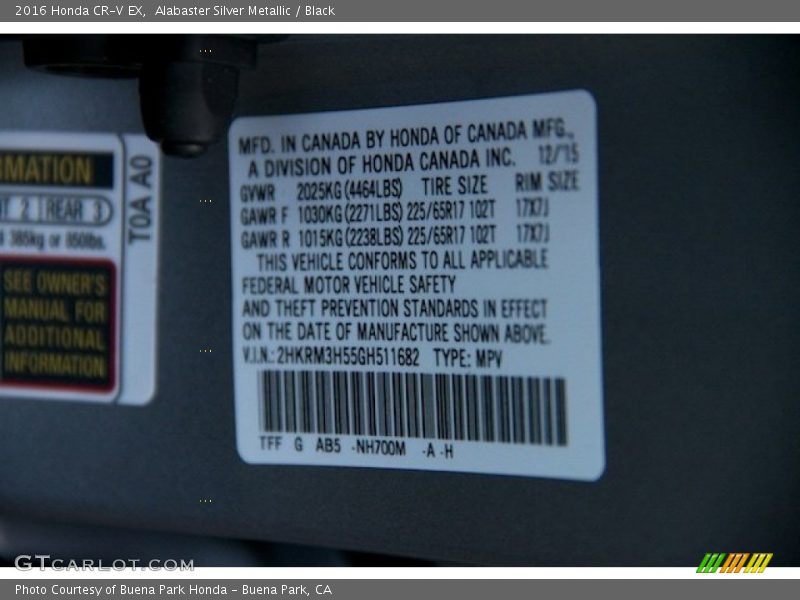 2016 Honda CR-V EX, Alabaster Silver Metallic / Black
MFD. IN CANADA BY HONDA OF CANADA MFG.,
A DIVISION OF HONDA CANADA INC. 12/15
GVWR 2025KG(4464LBS) TIRE SIZE RIM SIZE
GAWR F 1030KG(2271LBS) 225/65R17 102T 17X7J
GAWR R 1015KG(2238LBS) 225/65R17 102T 17X7J
THIS VEHICLE CONFORMS TO ALL APPLICABLE
FEDERAL MOTOR VEHICLE SAFETY
AND THEFT PREVENTION STANDARDS IN EFFECT
ON THE DATE OF MANUFACTURE SHOWN ABOVE.
V.I.N.: 2HKRM3H55GH511682 TYPE: MPV
TFF G AB5 -NH700M -A -H
2 REAR 3
385kg or 850lbs.
SEE OWNER'S
MANUAL FOR
ADDITIONAL
INFORMATION
T0A A0
GTCARLOT.COM
Photo Courtesy of Buena Park Honda - Buena Park, CA